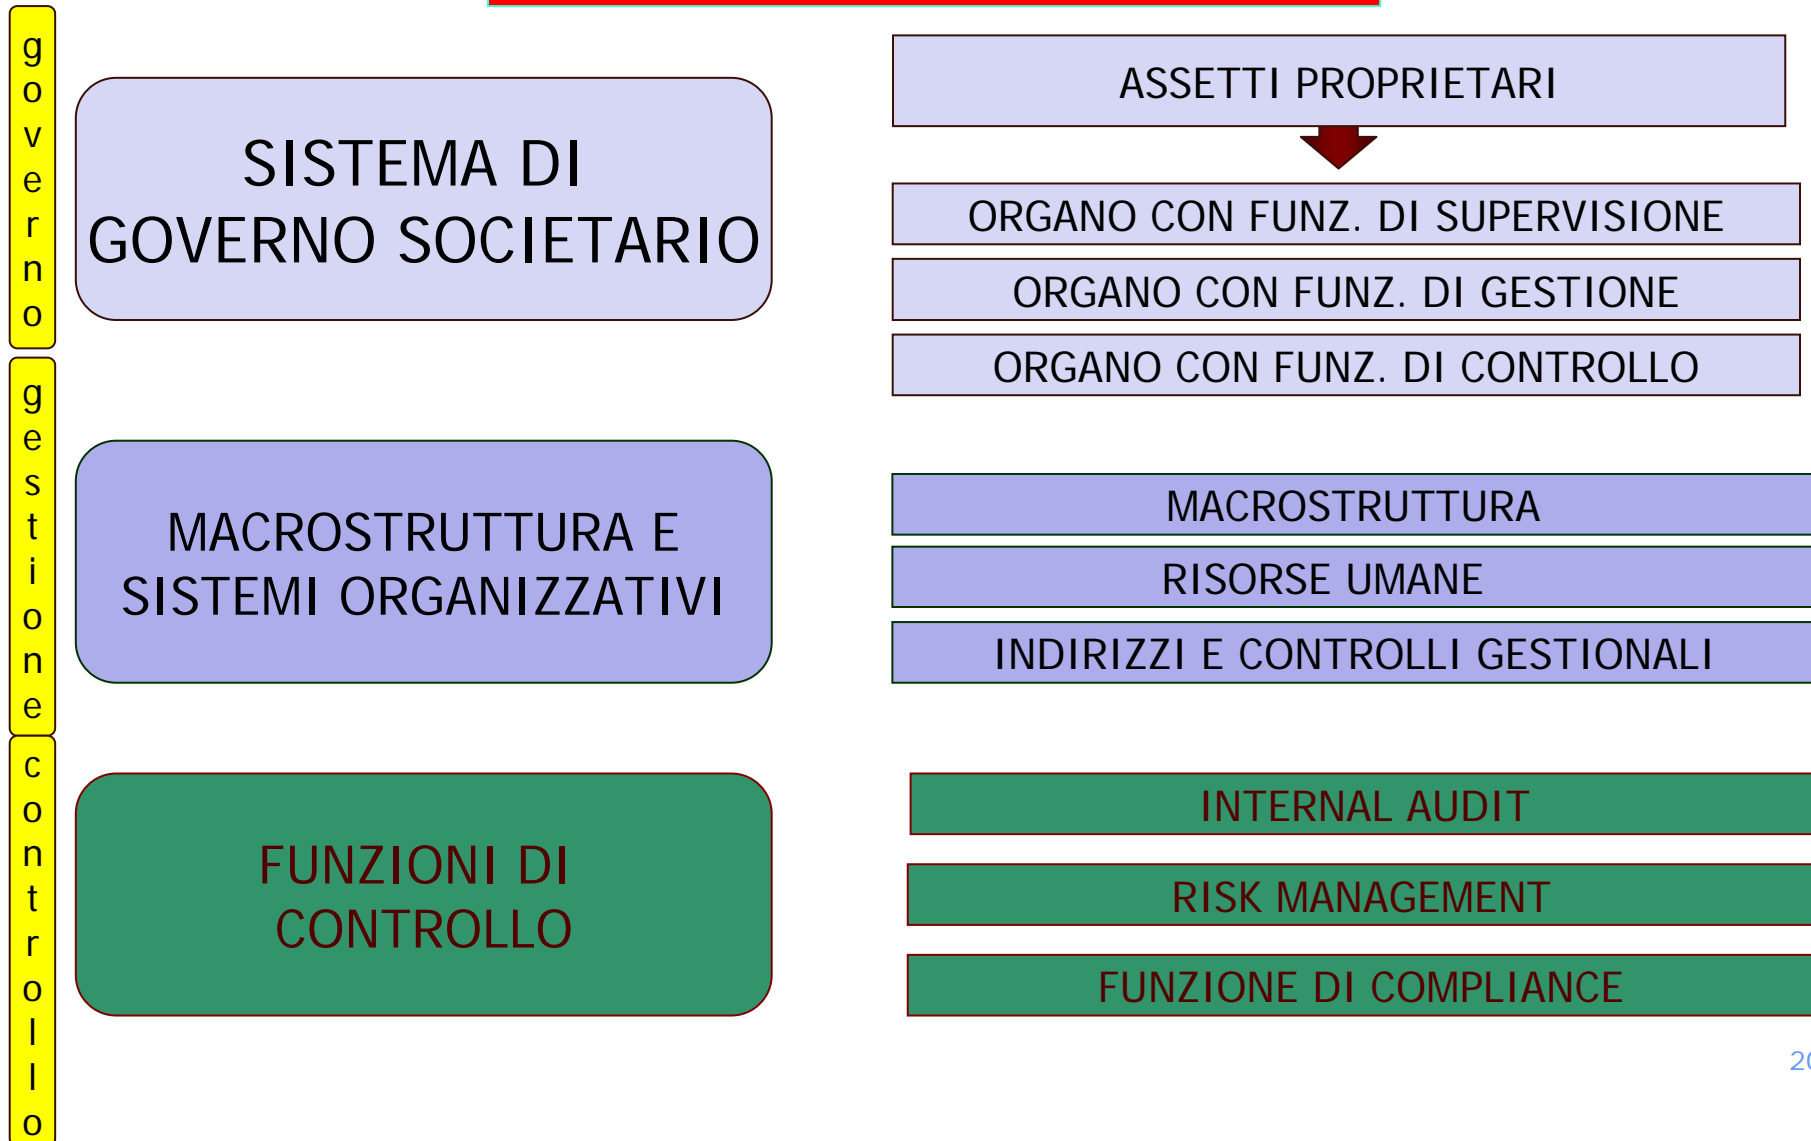 governo
SISTEMA DI
GOVERNO SOCIETARIO
ASSETTI PROPRIETARI
ORGANO CON FUNZ. DI SUPERVISIONE
ORGANO CON FUNZ. DI GESTIONE
ORGANO CON FUNZ. DI CONTROLLO
gestione
MACROSTRUTTURA E
SISTEMI ORGANIZZATIVI
MACROSTRUTTURA
RISORSE UMANE
INDIRIZZI E CONTROLLI GESTIONALI
controllo
FUNZIONI DI
CONTROLLO
INTERNAL AUDIT
RISK MANAGEMENT
FUNZIONE DI COMPLIANCE
20